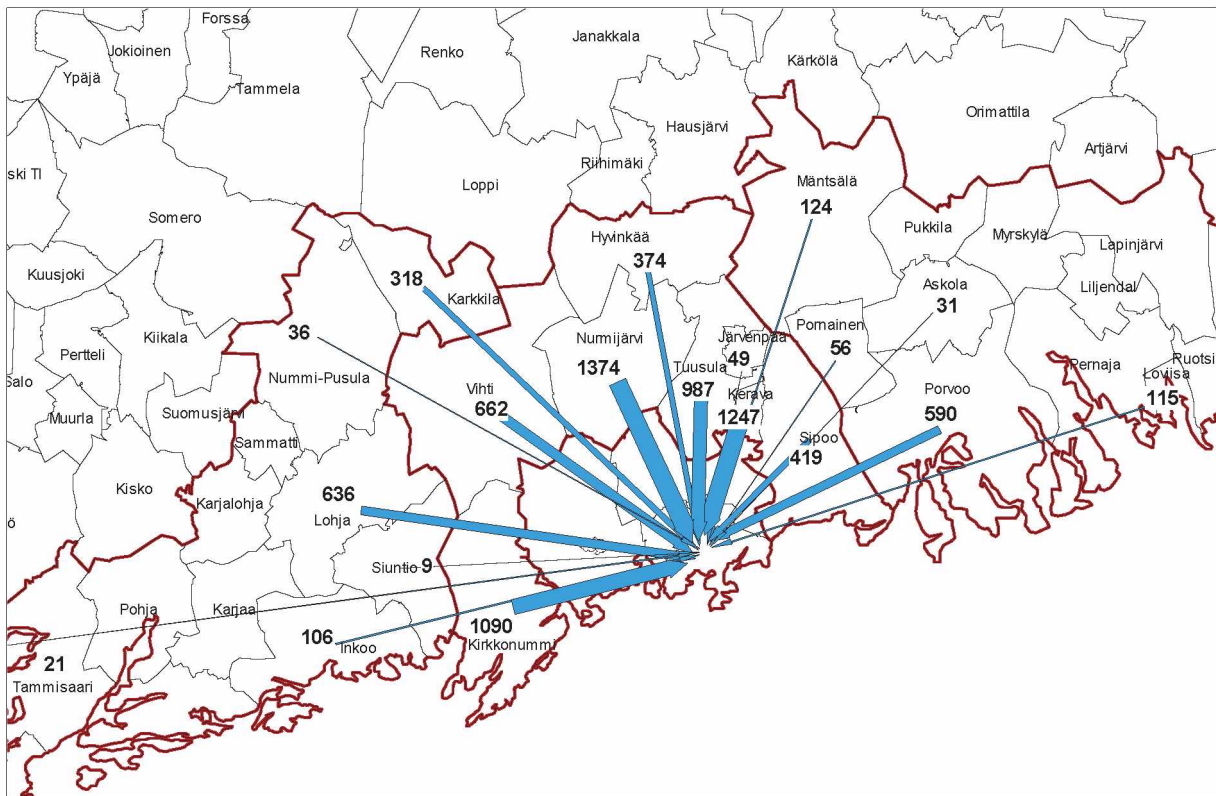 Forssa
Jokioinen
Ypäjä
Renko
Janakkala
Kärkölä
Tammela
Orimattila
Hausjärvi
Artjärvi
Riihimäki
ski Tl
Loppi
Mäntsälä
124
Somero
Pukkila
Myrskylä
Hyvinkää
374
Lapinjärvi
Kuusjoki
318
Karkkila
Askola
31
Liljendal
36
Kiikala
Nurmijärvi
1374
Järvenpää
49
Pornainen
56
Pertteli
Salo
Nummi-Pusula
Tuusula
987
Pernaja
Ruotsi
Loviisa
115
Vihti
662
Kerava
1247
Porvoo
590
Muurla
Suomusjärvi
Sammatti
Sipoo
419
Kisko
Karjalohja
636
Lohja
ö
Siuntio 9
Pohja
Karjaa
106
Inkoo
1090
Kirkkonummi
21
Tammisaari